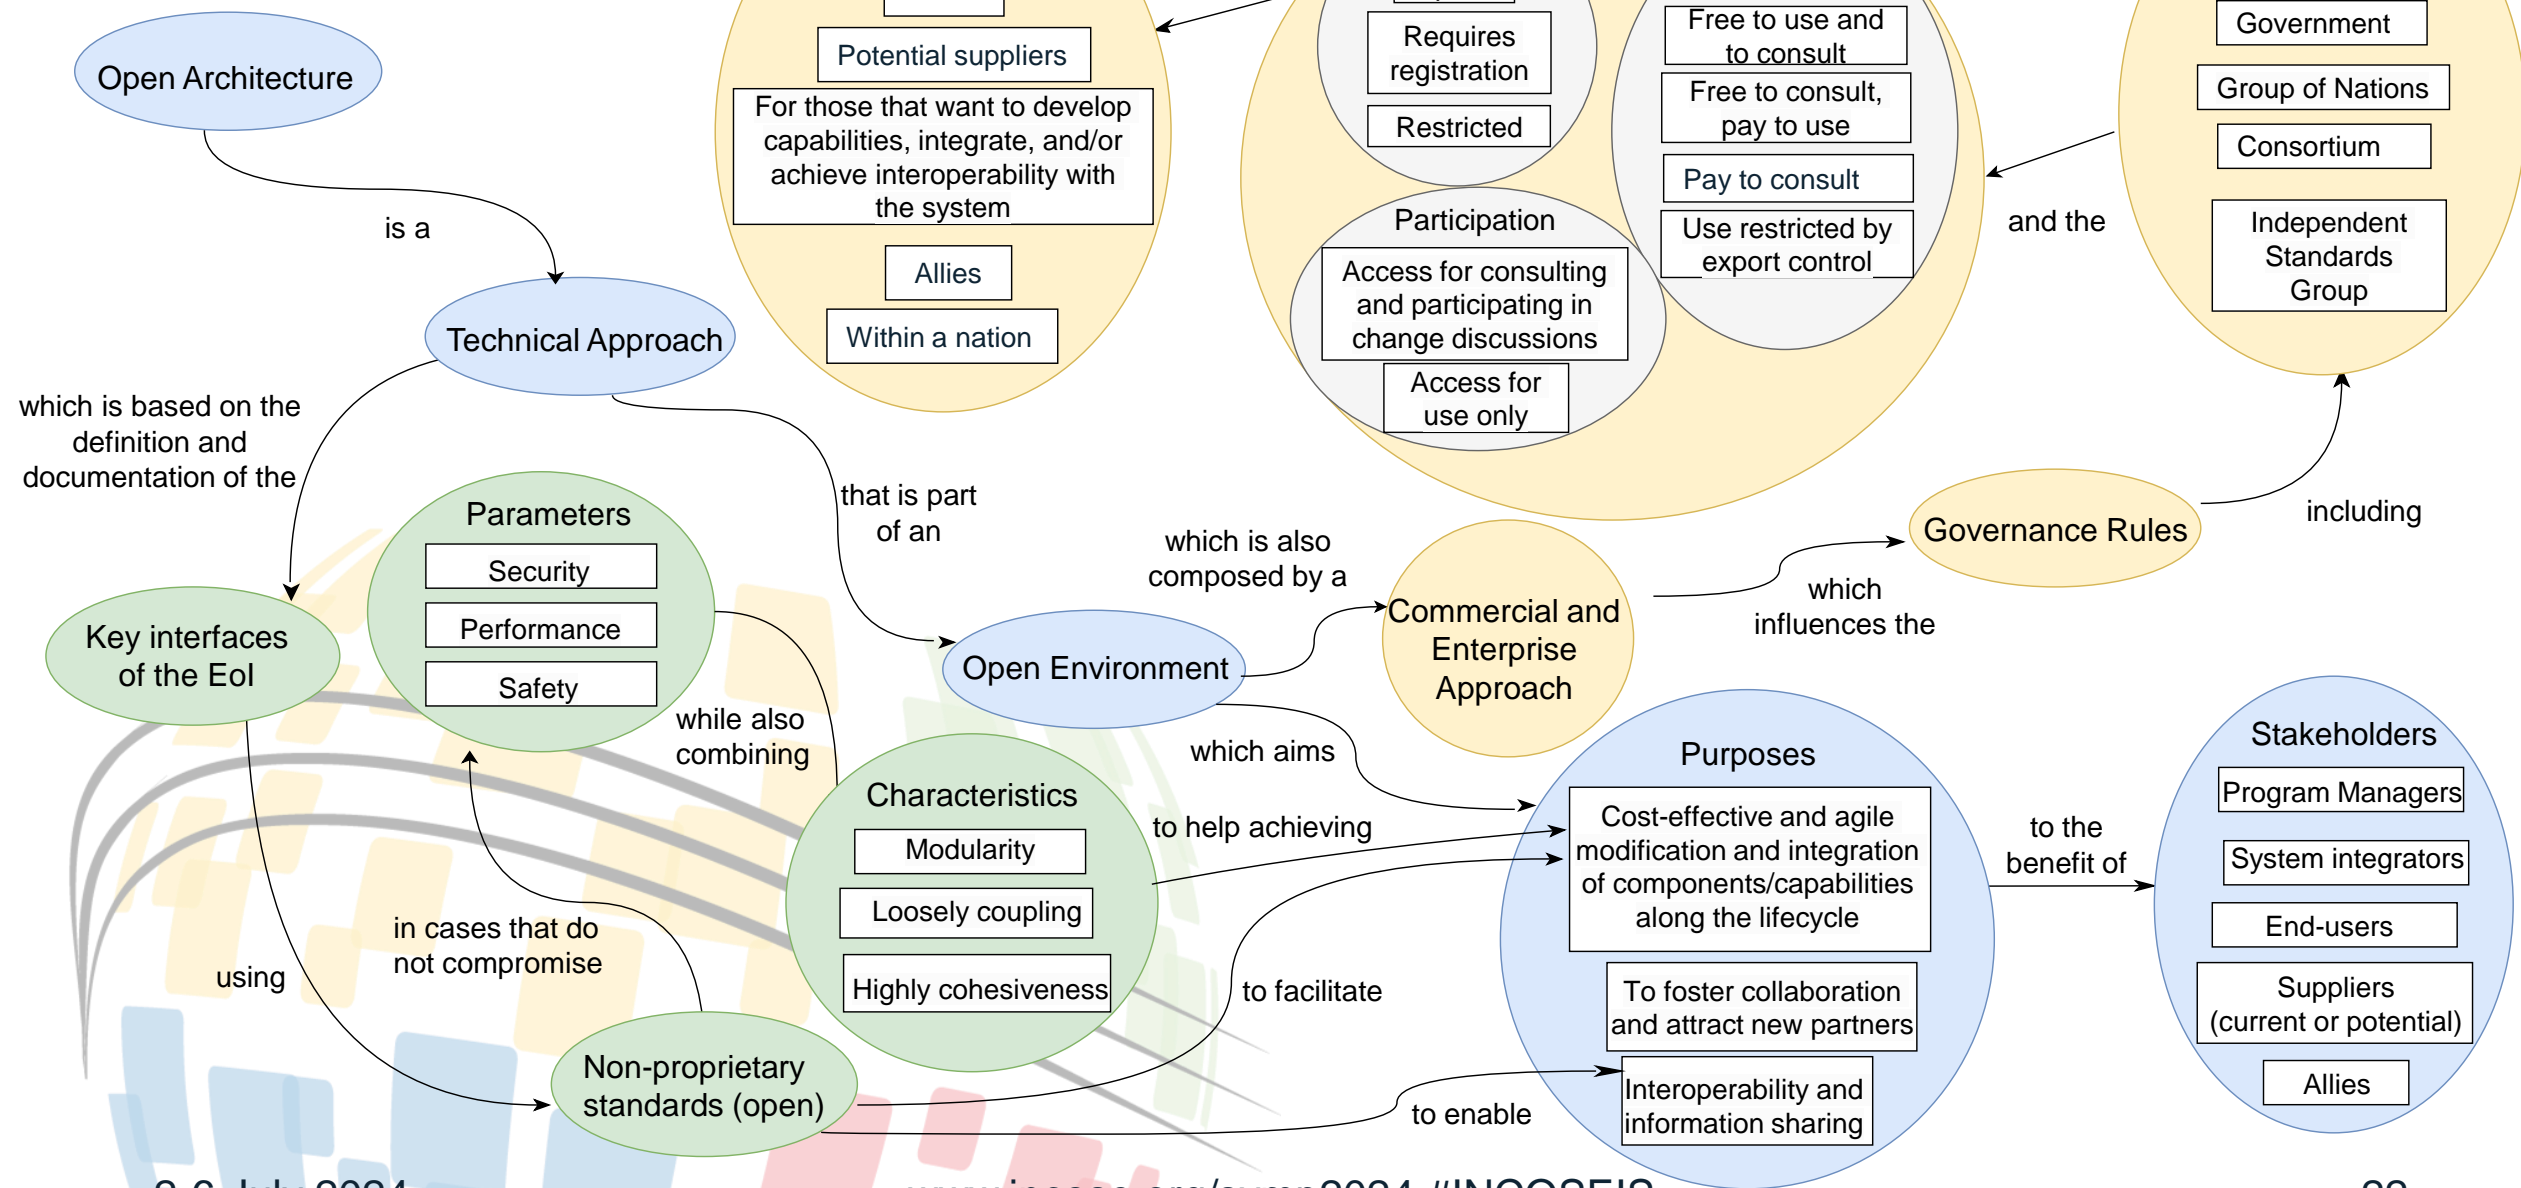 Open Architecture
is a
Technical Approach
which is based on the
definition and
documentation of the
that is part
of an
Potential suppliers
For those that want to develop
capabilities, integrate, and/or
achieve interoperability with
the system
Allies
Within a nation
Requires
registration
Restricted
Participation
Access for consulting
and participating in
change discussions
Access for
use only
Free to use and
to consult
Free to consult,
pay to use
Pay to consult
Use restricted by
export control
and the
Government
Group of Nations
Consortium
Independent
Standards
Group
including
Governance Rules
which
influences the
which is also
composed by a
Commercial and
Enterprise
Approach
Open Environment
which aims
Key interfaces
of the EoI
Parameters
Security
Performance
Safety
while also
combining
Characteristics
Modularity
Loosely coupling
Highly cohesiveness
to help achieving
in cases that do
not compromise
using
Non-proprietary
standards (open)
to facilitate
to enable
Purposes
Cost-effective and agile
modification and integration
of components/capabilities
along the lifecycle
To foster collaboration
and attract new partners
Interoperability and
information sharing
to the
benefit of
Stakeholders
Program Managers
System integrators
End-users
Suppliers
(current or potential)
Allies